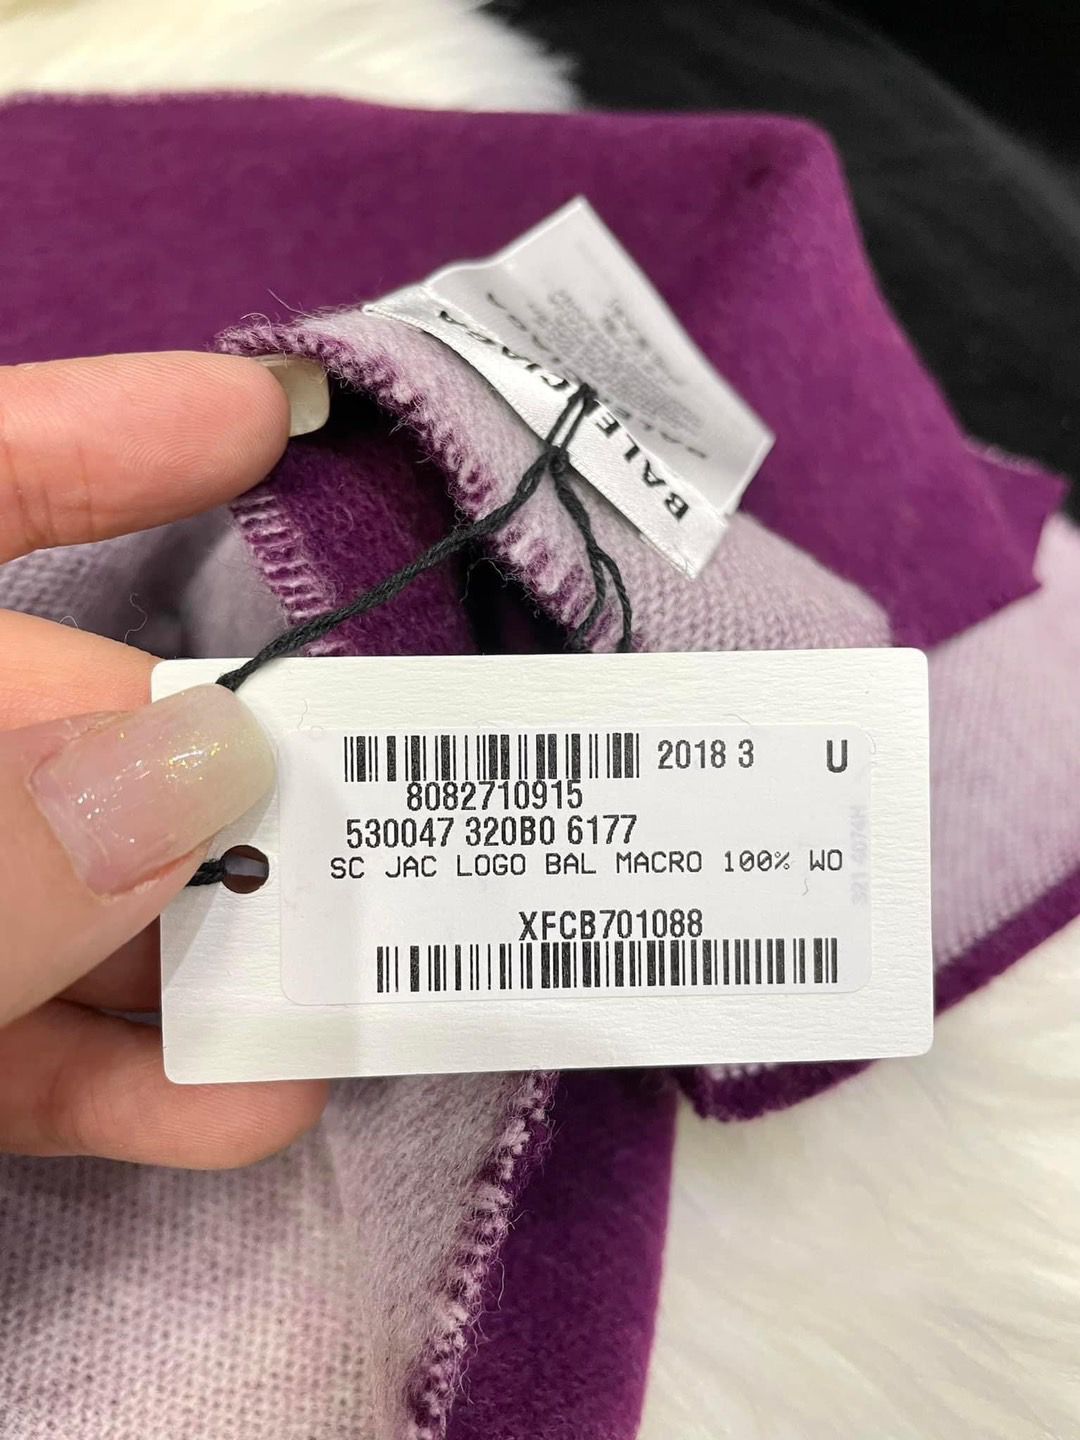 BALENCIAGA
2018 3 U
8082710915
530047 320B0 6177
SC JAC LOGO BAL MACRO 100% WO
XFCB701088